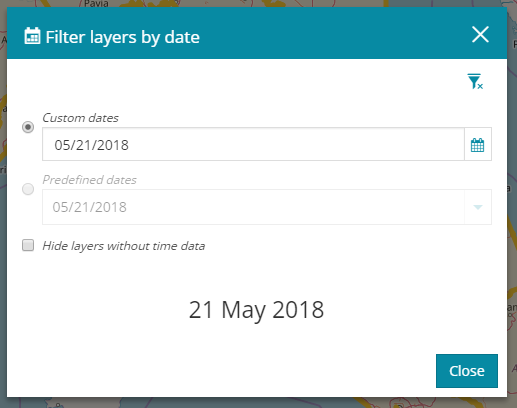 Pavia
Filter layers by date
Custom dates
05/21/2018
Predefined dates
05/21/2018
Hide layers without time data
21 May 2018
Close